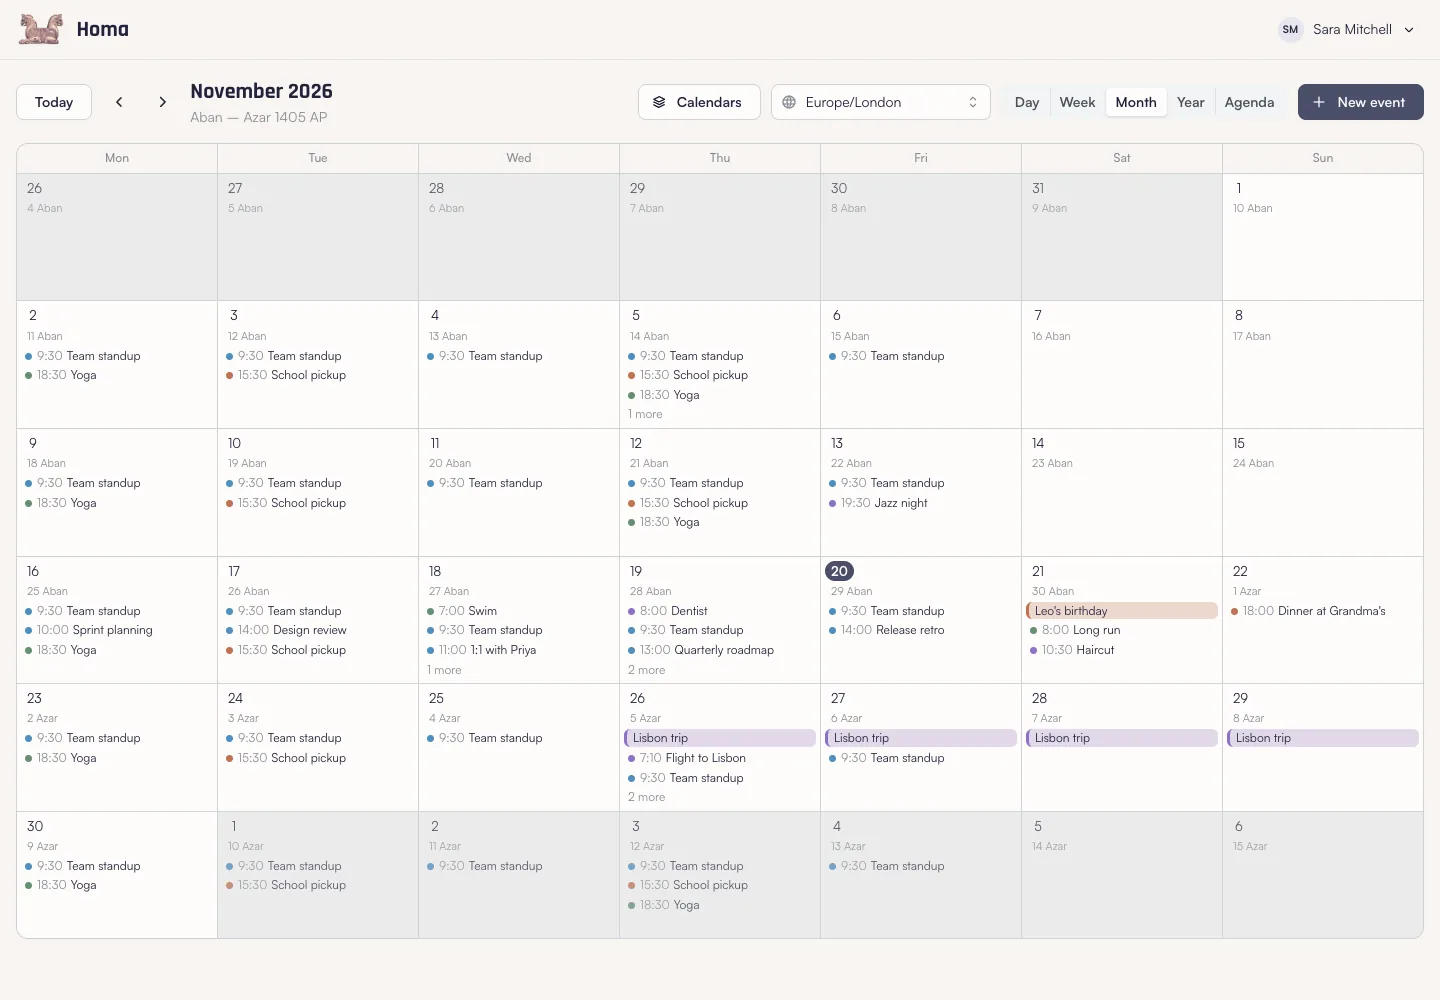 Homa
SM Sara Mitchell
Today
November 2026
Aban — Azar 1405 AP
Calendars
Europe/London
Day Week Month Year Agenda
New event
Mon Tue Wed Thu Fri Sat Sun
26
4 Aban
27
5 Aban
28
6 Aban
29
7 Aban
30
8 Aban
31
9 Aban
1
10 Aban
2
11 Aban
9:30 Team standup
18:30 Yoga
3
12 Aban
9:30 Team standup
15:30 School pickup
4
13 Aban
9:30 Team standup
5
14 Aban
9:30 Team standup
15:30 School pickup
18:30 Yoga
1 more
6
15 Aban
9:30 Team standup
7
16 Aban
8
17 Aban
9
18 Aban
9:30 Team standup
18:30 Yoga
10
19 Aban
9:30 Team standup
15:30 School pickup
11
20 Aban
9:30 Team standup
12
21 Aban
9:30 Team standup
15:30 School pickup
18:30 Yoga
13
22 Aban
9:30 Team standup
19:30 Jazz night
14
23 Aban
15
24 Aban
16
25 Aban
9:30 Team standup
10:00 Sprint planning
18:30 Yoga
17
26 Aban
9:30 Team standup
14:00 Design review
15:30 School pickup
18
27 Aban
7:00 Swim
9:30 Team standup
11:00 1:1 with Priya
1 more
19
28 Aban
8:00 Dentist
9:30 Team standup
13:00 Quarterly roadmap
2 more
20
29 Aban
9:30 Team standup
14:00 Release retro
21
30 Aban
Leo's birthday
8:00 Long run
10:30 Haircut
22
1 Azar
18:00 Dinner at Grandma's
23
2 Azar
9:30 Team standup
18:30 Yoga
24
3 Azar
9:30 Team standup
15:30 School pickup
25
4 Azar
9:30 Team standup
26
5 Azar
Lisbon trip
7:10 Flight to Lisbon
9:30 Team standup
2 more
27
6 Azar
Lisbon trip
9:30 Team standup
28
7 Azar
Lisbon trip
29
8 Azar
Lisbon trip
30
9 Azar
9:30 Team standup
18:30 Yoga
1
10 Azar
9:30 Team standup
15:30 School pickup
2
11 Azar
9:30 Team standup
3
12 Azar
9:30 Team standup
15:30 School pickup
18:30 Yoga
4
13 Azar
9:30 Team standup
5
14 Azar
6
15 Azar